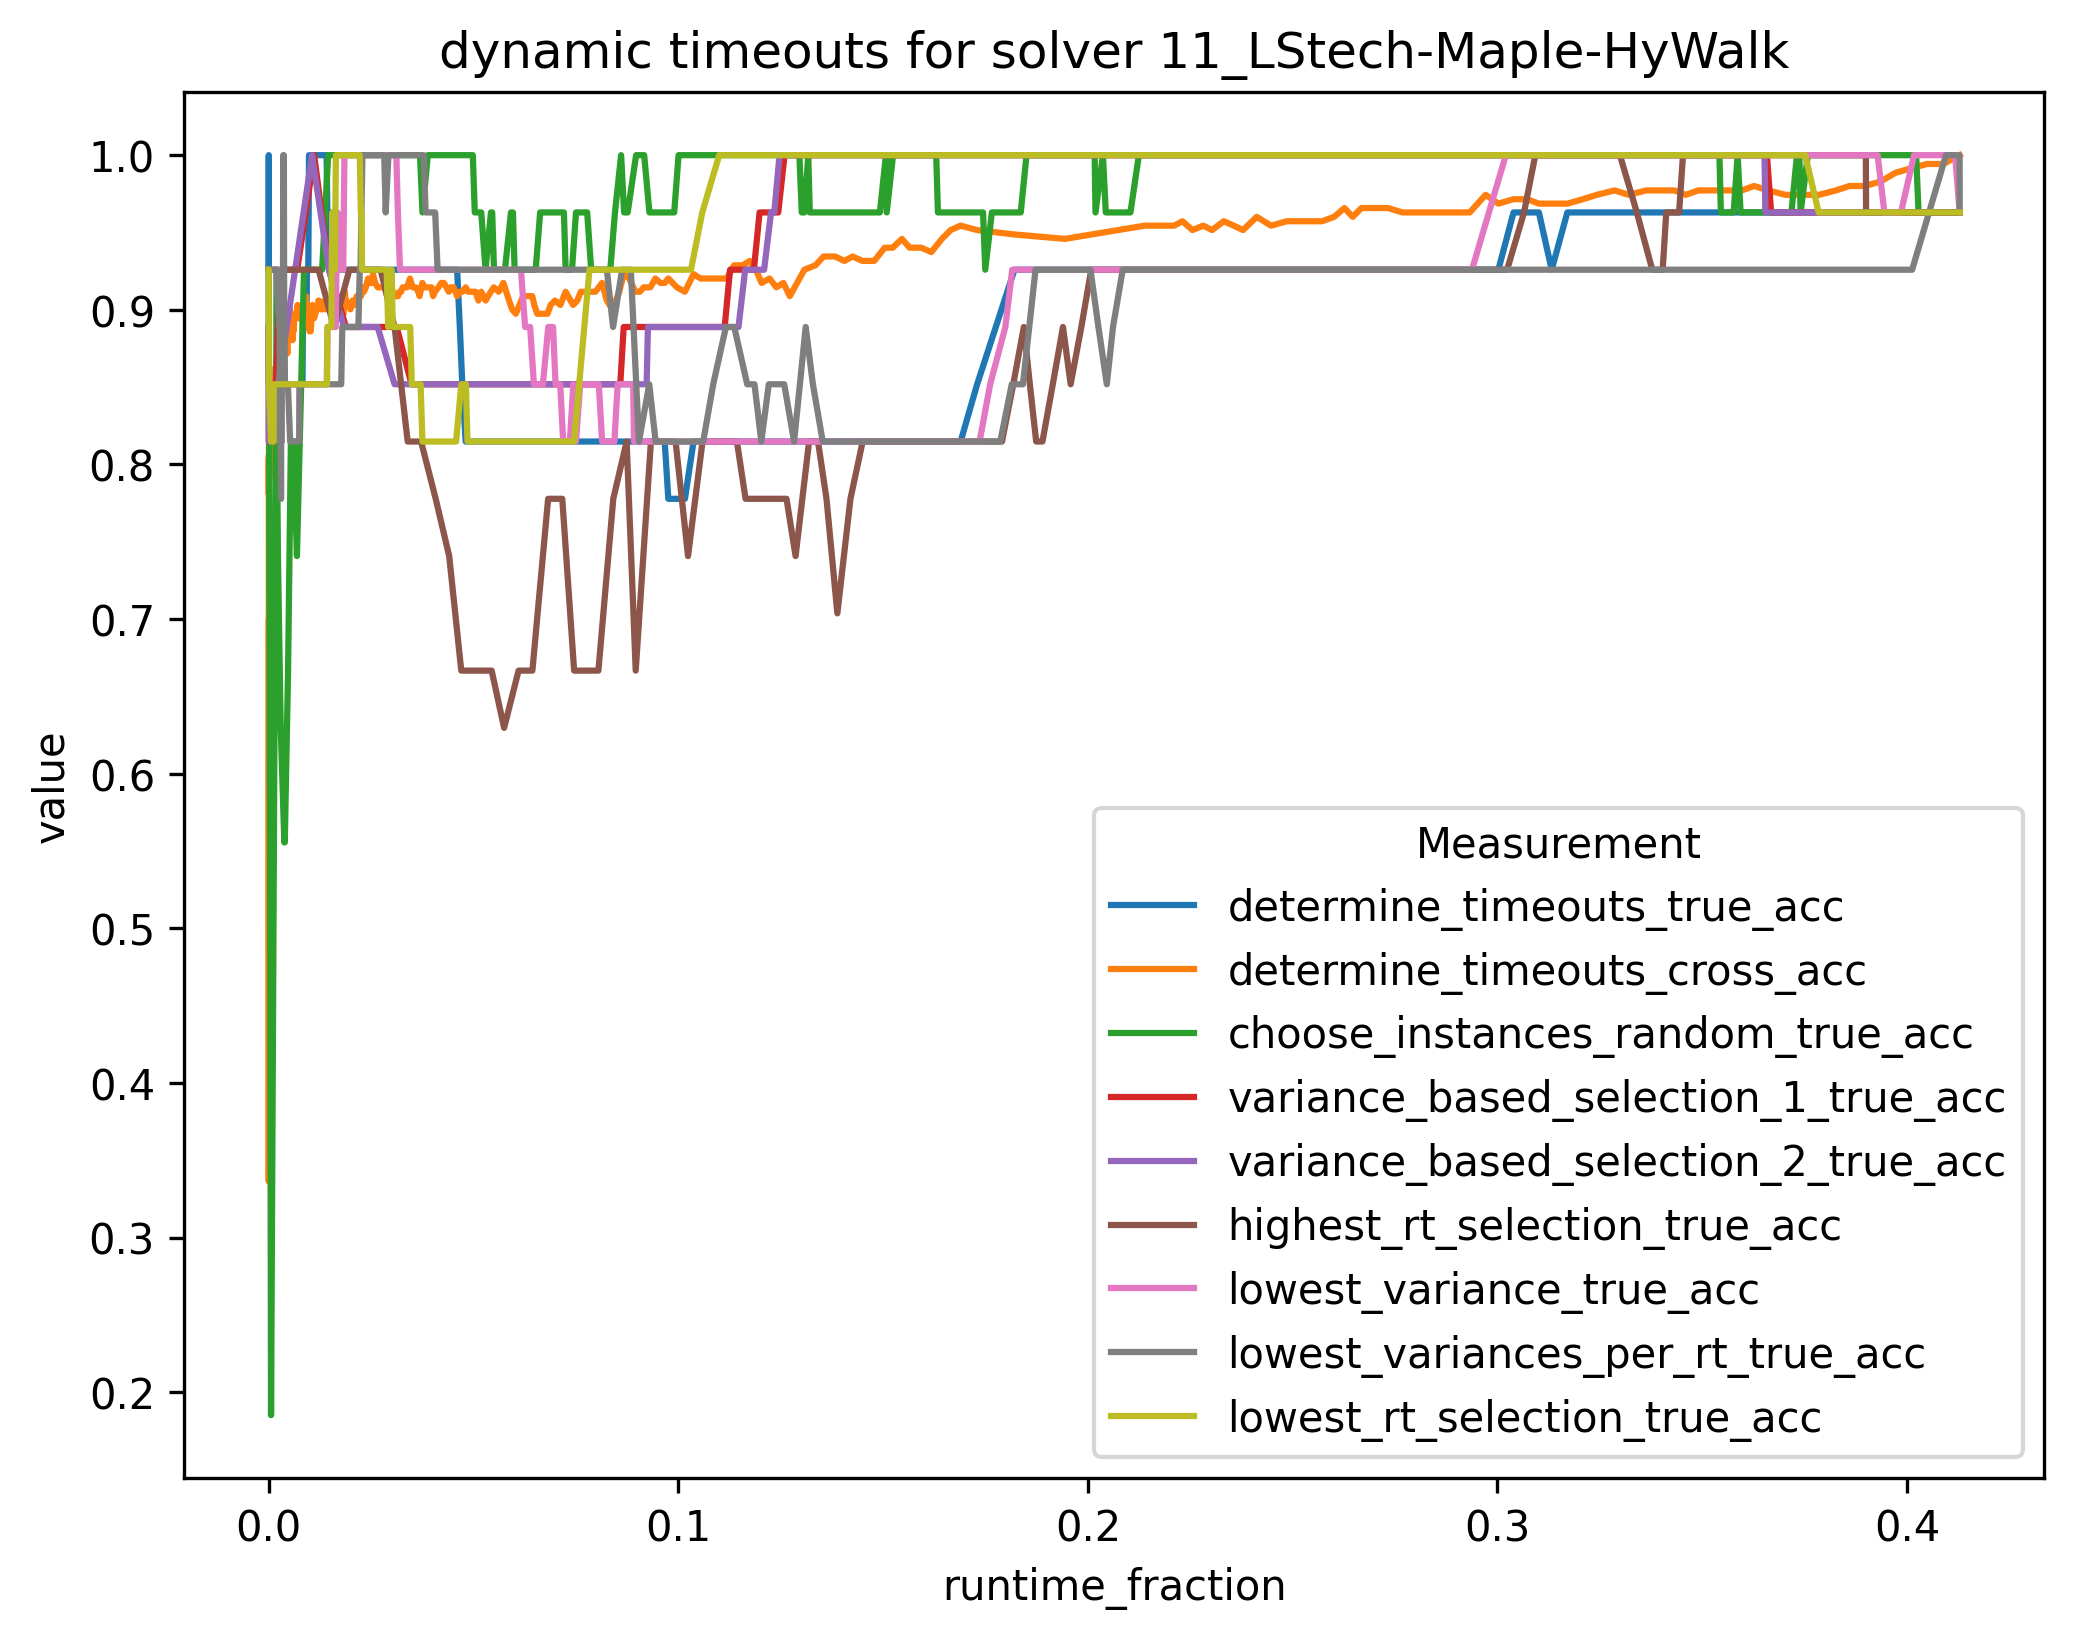 dynamic timeouts for solver 11_LStech-Maple-HyWalk
1.0
0.9
0.8
0.7
0.6
0.5
0.4
0.3
0.2
value
Measurement
determine_timeouts_true_acc
determine_timeouts_cross_acc
choose_instances_random_true_acc
variance_based_selection_1_true_acc
variance_based_selection_2_true_acc
highest_rt_selection_true_acc
lowest_variance_true_acc
lowest_variances_per_rt_true_acc
lowest_rt_selection_true_acc
0.0 0.1 0.2 0.3 0.4
runtime_fraction